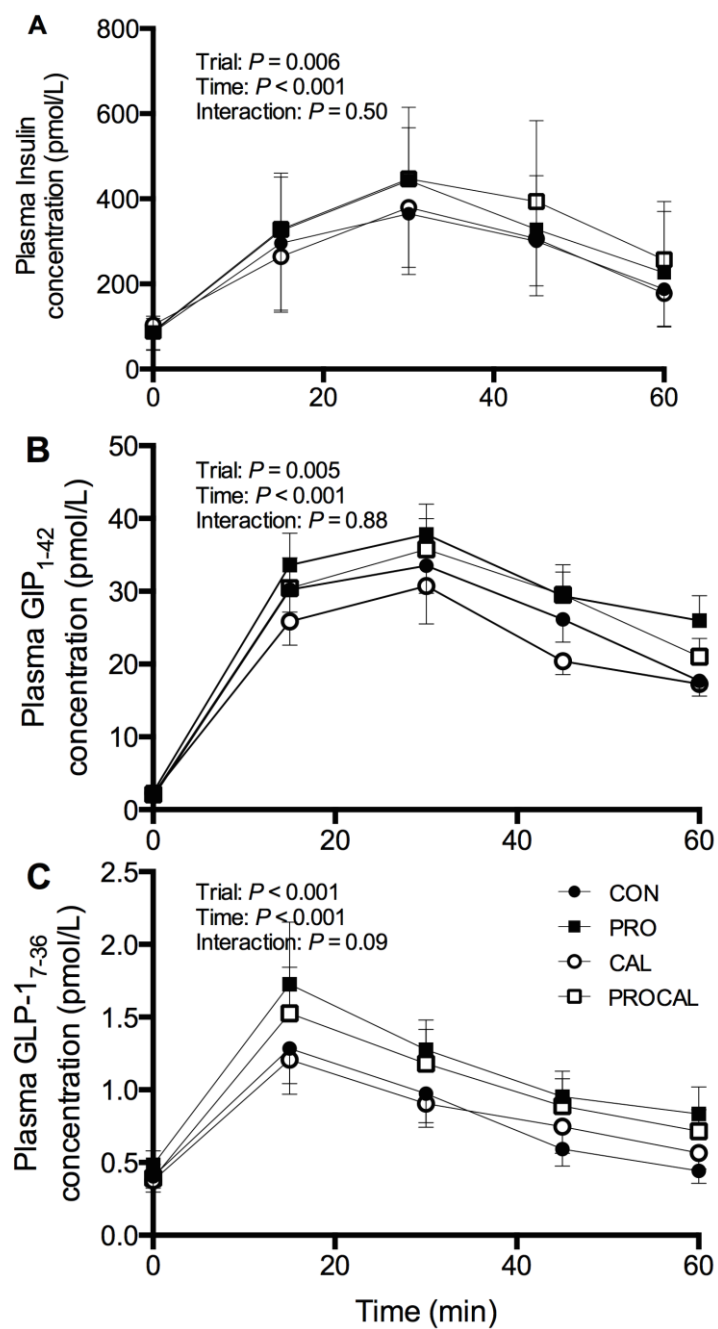 A
Plasma Insulin
concentration (pmol/L)
800
600
400
200
0
Trial: P = 0.006
Time: P < 0.001
Interaction: P = 0.50
0 20 40 60
B
Plasma GIP1-42
concentration (pmol/L)
50
40
30
20
10
0
Trial: P = 0.005
Time: P < 0.001
Interaction: P = 0.88
0 20 40 60
C
Plasma GLP-17-36
concentration (pmol/L)
2.5
2.0
1.5
1.0
0.5
0.0
Trial: P < 0.001
Time: P < 0.001
Interaction: P = 0.09
CON
PRO
CAL
PROCAL
0 20 40 60
Time (min)